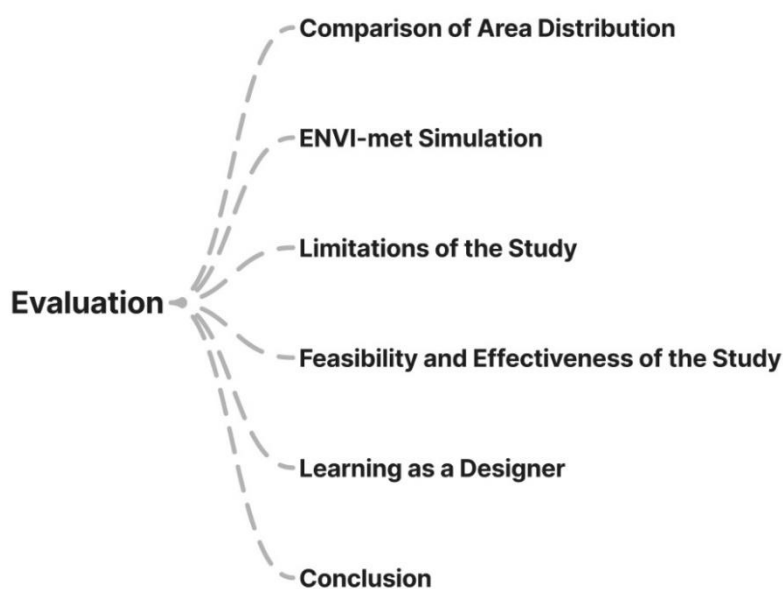 Comparison of Area Distribution
ENVI-met Simulation
Limitations of the Study
Evaluation
Feasibility and Effectiveness of the Study
Learning as a Designer
Conclusion